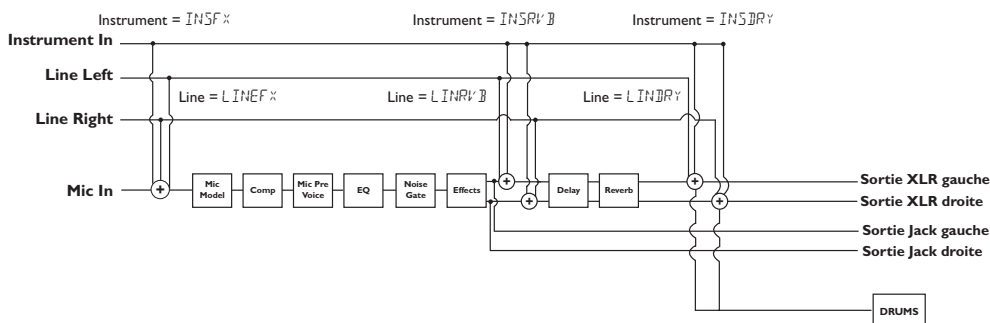 Instrument = INSFX
Instrument = INSRVB
Instrument = INSDRY
Instrument In
Line Left
Line = LINEFX
Line = LINRVB
Line = LINDRY
Line Right
Mic In
+
Mic Model
Comp
Mic Pre Voice
EQ
Noise Gate
Effects
+
+
Delay
Reverb
+
+
Sortie XLR gauche
Sortie XLR droite
Sortie Jack gauche
Sortie Jack droite
DRUMS